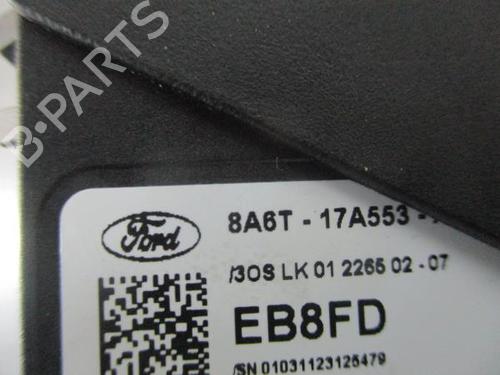 B-PARTS
Ford
8A6T - 17A553 -
/3OS LK 01 2265 02 - 07
EB8FD
/SN 01031123125479